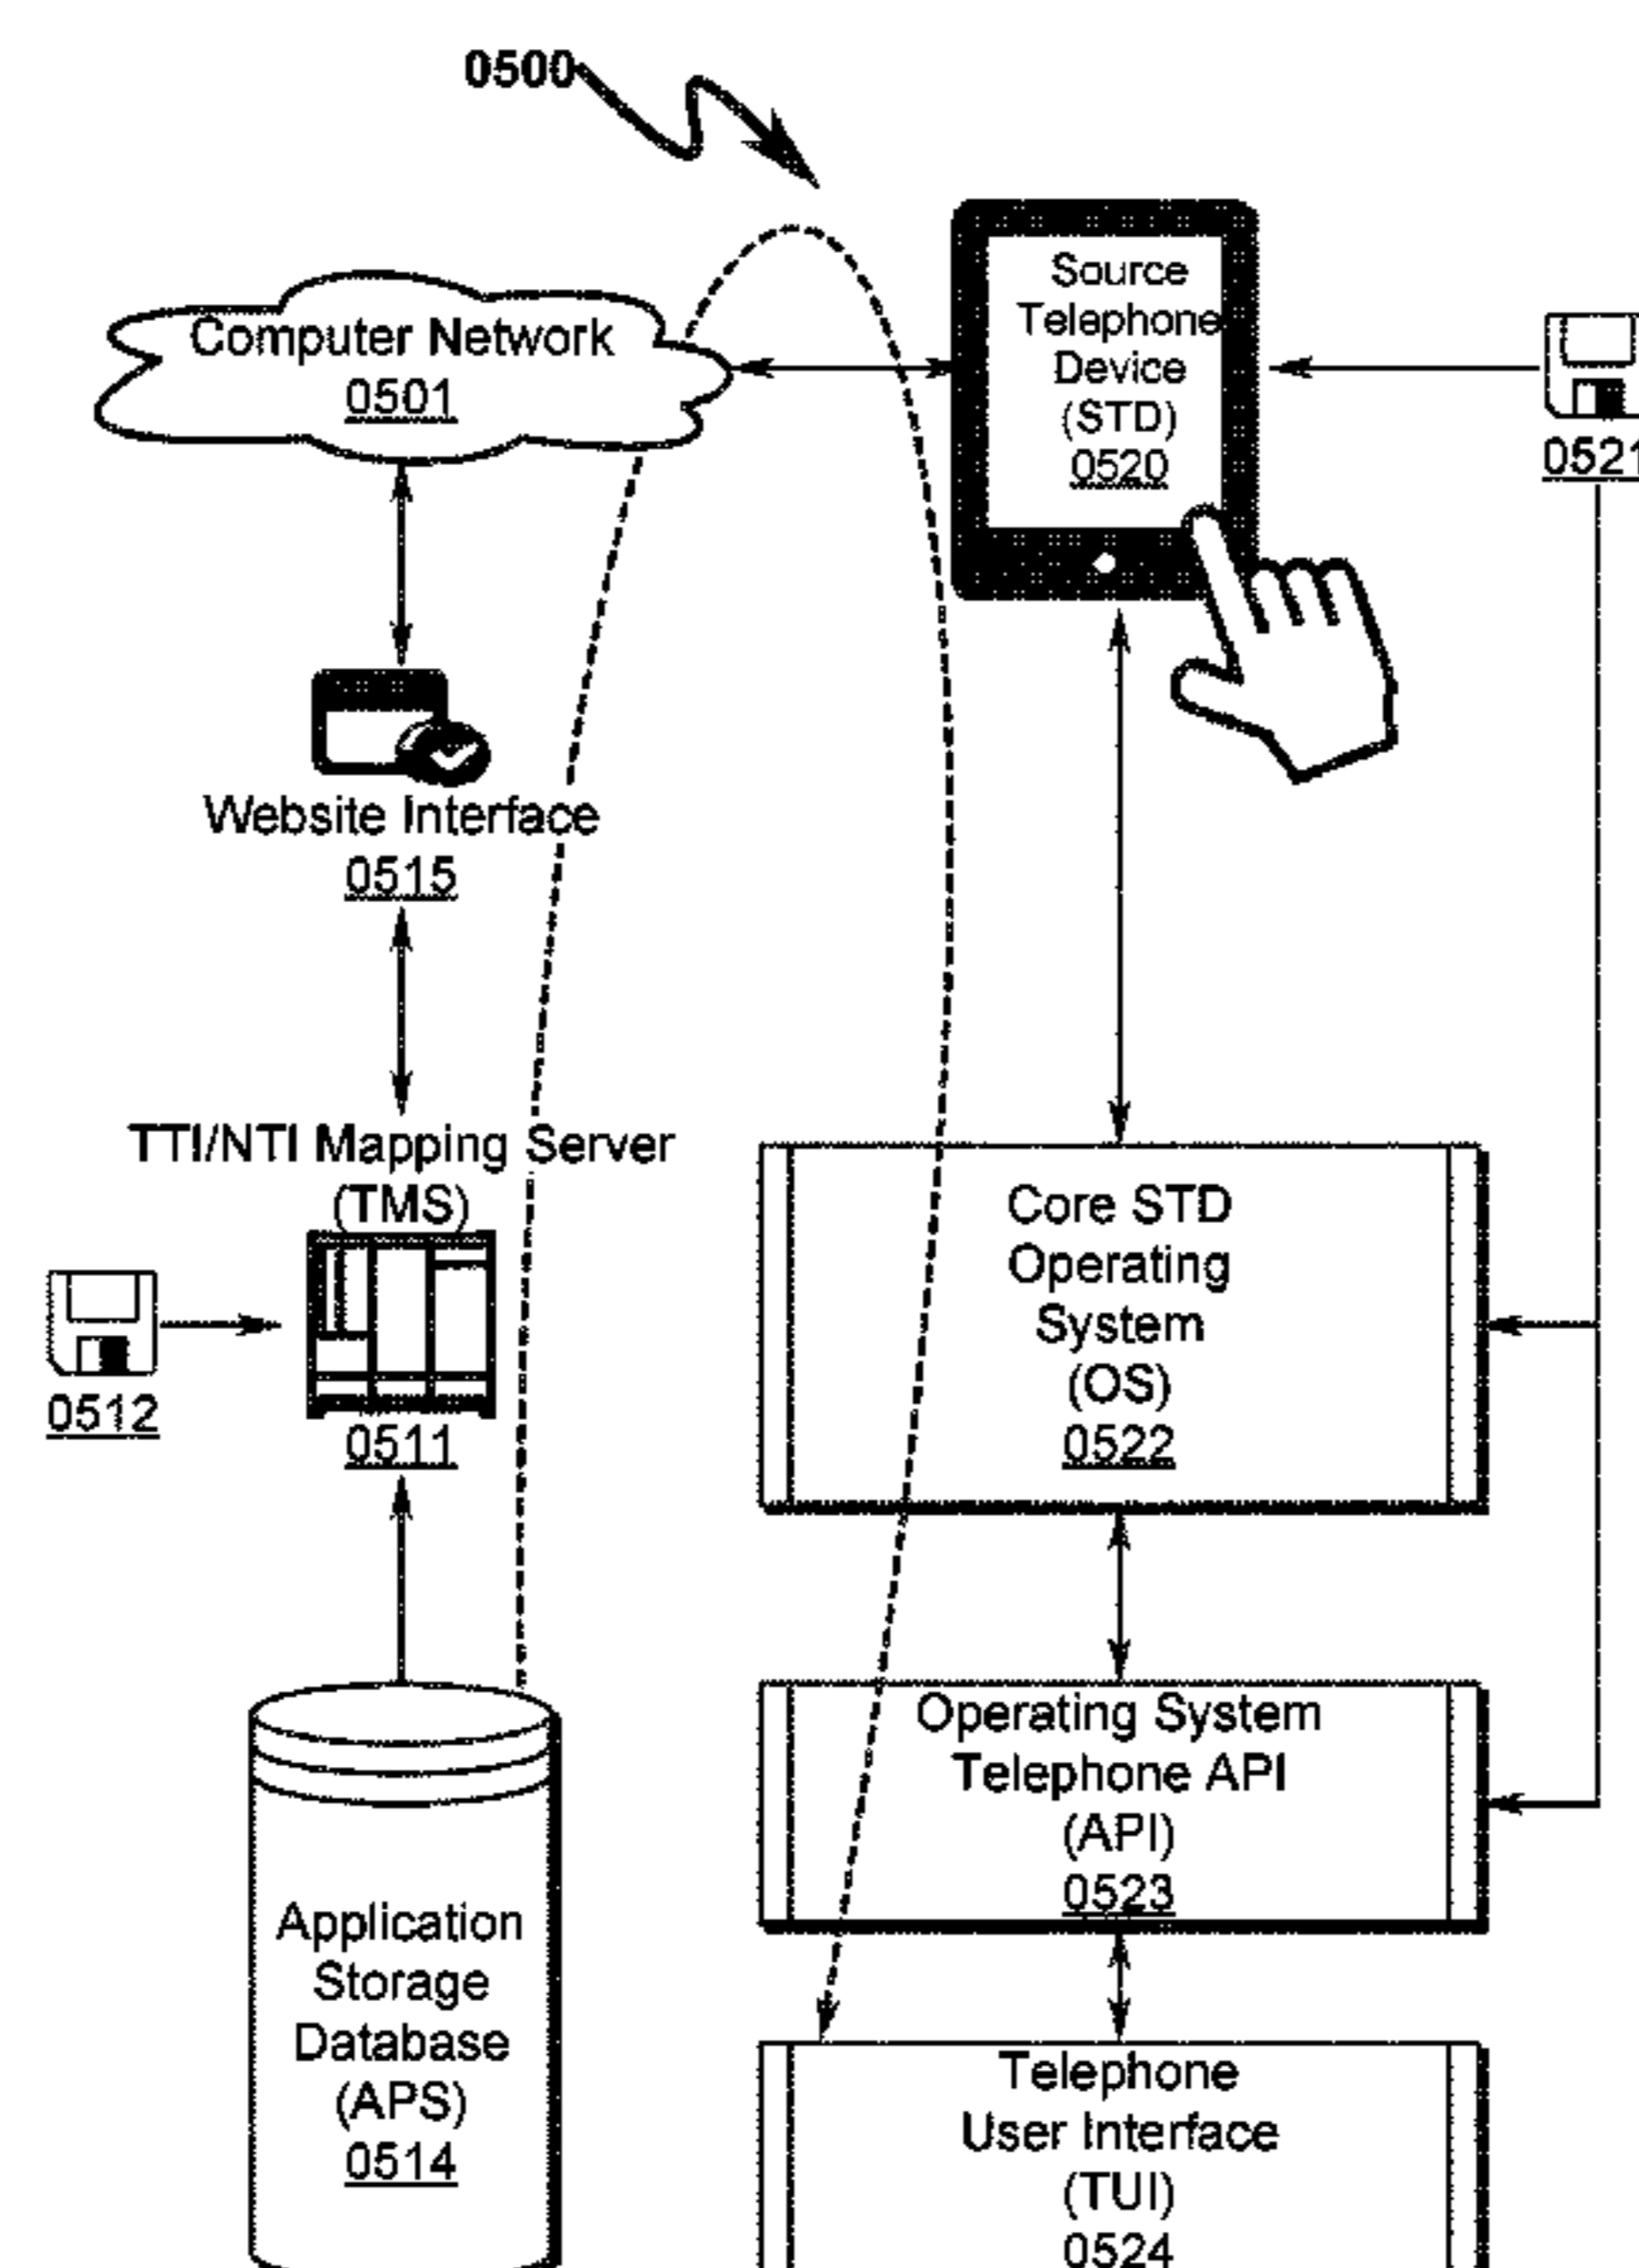 0500
Computer Network
0501
Source
Telephone
Device
(STD)
0520
0521
Website Interface
0515
TTI/NTI Mapping Server
(TMS)
0512
0511
Core STD
Operating
System
(OS)
0522
Operating System
Telephone API
(API)
0523
Application
Storage
Database
(APS)
0514
Telephone
User Interface
(TUI)
0524